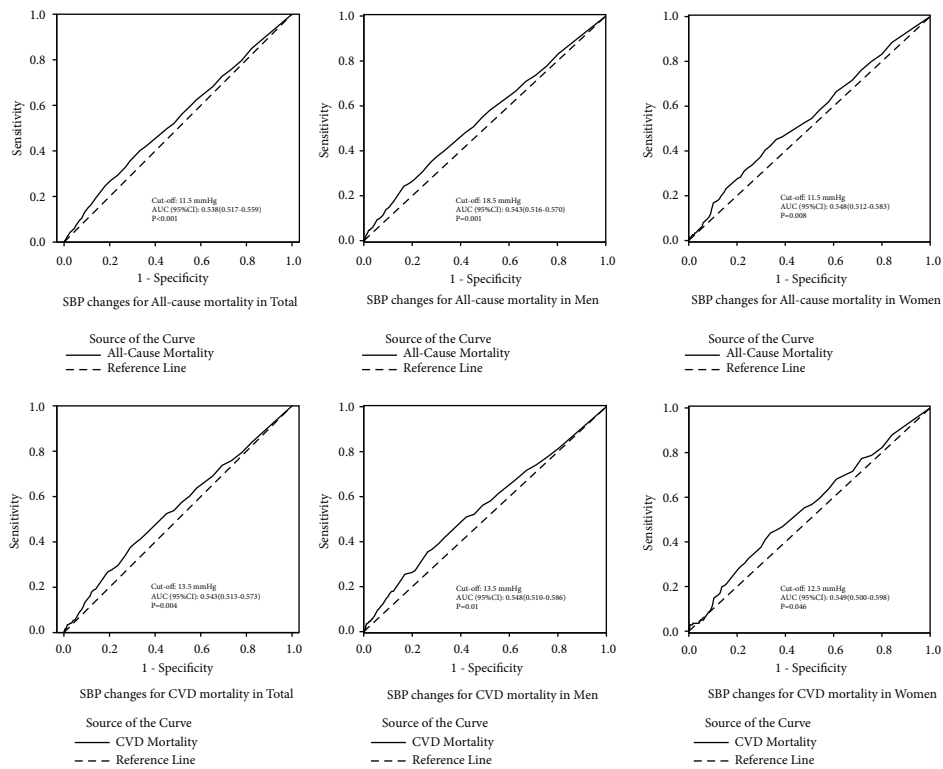 1.0
0.8
0.6
0.4
0.2
0.0
Sensitivity
Cut-off: 11.5 mmHg
AUC (95%CI): 0.538(0.517-0.559)
P<0.001
0.0 0.2 0.4 0.6 0.8 1.0
1 - Specificity
SBP changes for All-cause mortality in Total
Source of the Curve
All-Cause Mortality
Reference Line
1.0
0.8
0.6
0.4
0.2
0.0
Sensitivity
Cut-off: 18.5 mmHg
AUC (95%CI): 0.543(0.516-0.570)
P=0.001
0.0 0.2 0.4 0.6 0.8 1.0
1 - Specificity
SBP changes for All-cause mortality in Men
Source of the Curve
All-Cause Mortality
Reference Line
1.0
0.8
0.6
0.4
0.2
0.0
Sensitivity
Cut-off: 11.5 mmHg
AUC (95%CI): 0.548(0.512-0.583)
P=0.008
0.0 0.2 0.4 0.6 0.8 1.0
1 - Specificity
SBP changes for All-cause mortality in Women
Source of the Curve
All-Cause Mortality
Reference Line
1.0
0.8
0.6
0.4
0.2
0.0
Sensitivity
Cut-off: 13.5 mmHg
AUC (95%CI): 0.543(0.513-0.573)
P=0.004
0.0 0.2 0.4 0.6 0.8 1.0
1 - Specificity
SBP changes for CVD mortality in Total
Source of the Curve
CVD Mortality
Reference Line
1.0
0.8
0.6
0.4
0.2
0.0
Sensitivity
Cut-off: 13.5 mmHg
AUC (95%CI): 0.548(0.510-0.586)
P=0.01
0.0 0.2 0.4 0.6 0.8 1.0
1 - Specificity
SBP changes for CVD mortality in Men
Source of the Curve
CVD Mortality
Reference Line
1.0
0.8
0.6
0.4
0.2
0.0
Sensitivity
Cut-off: 12.5 mmHg
AUC (95%CI): 0.549(0.500-0.598)
P=0.046
0.0 0.2 0.4 0.6 0.8 1.0
1 - Specificity
SBP changes for CVD mortality in Women
Source of the Curve
CVD Mortality
Reference Line